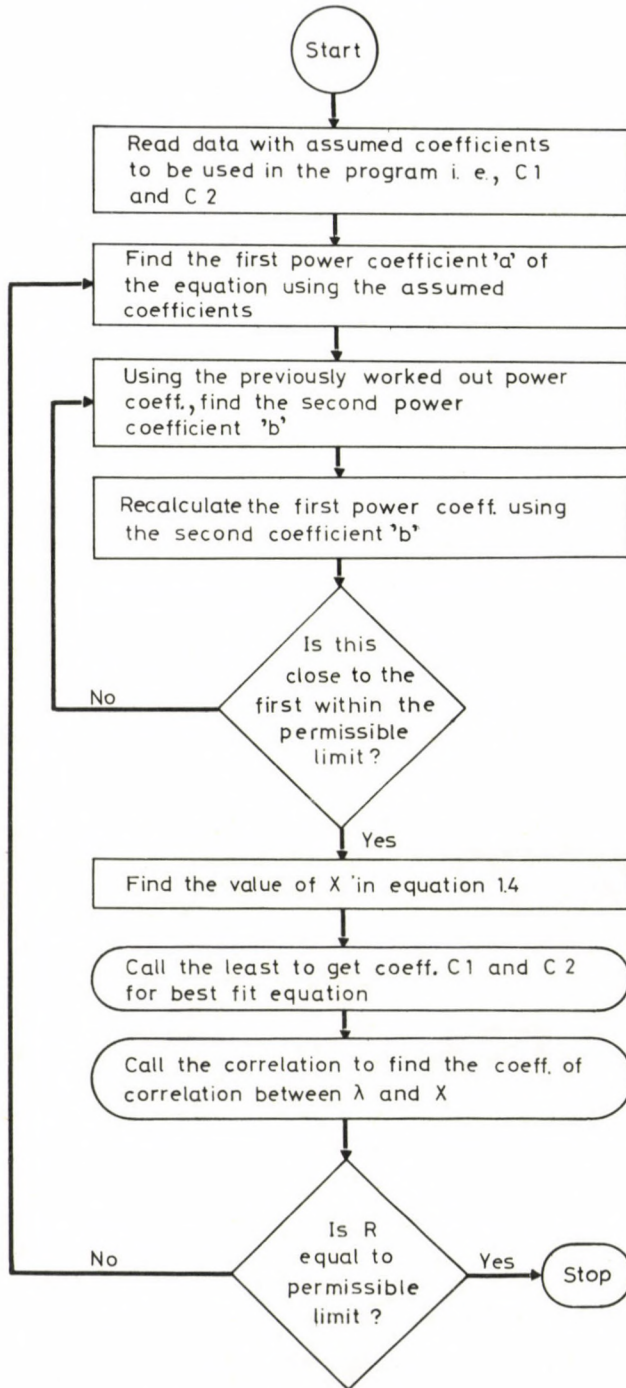 Start
Read data with assumed coefficients
to be used in the program i. e., C1
and C 2
Find the first power coefficient 'a' of
the equation using the assumed
coefficients
Using the previously worked out power
coeff., find the second power
coefficient 'b'
Recalculate the first power coeff. using
the second coefficient 'b'
Is this
close to the
first within the
permissible
limit ?
No
Yes
Find the value of X in equation 1.4
Call the least to get coeff. C1 and C 2
for best fit equation
Call the correlation to find the coeff. of
correlation between λ and X
Is R
equal to
permissible
limit ?
No
Yes
Stop